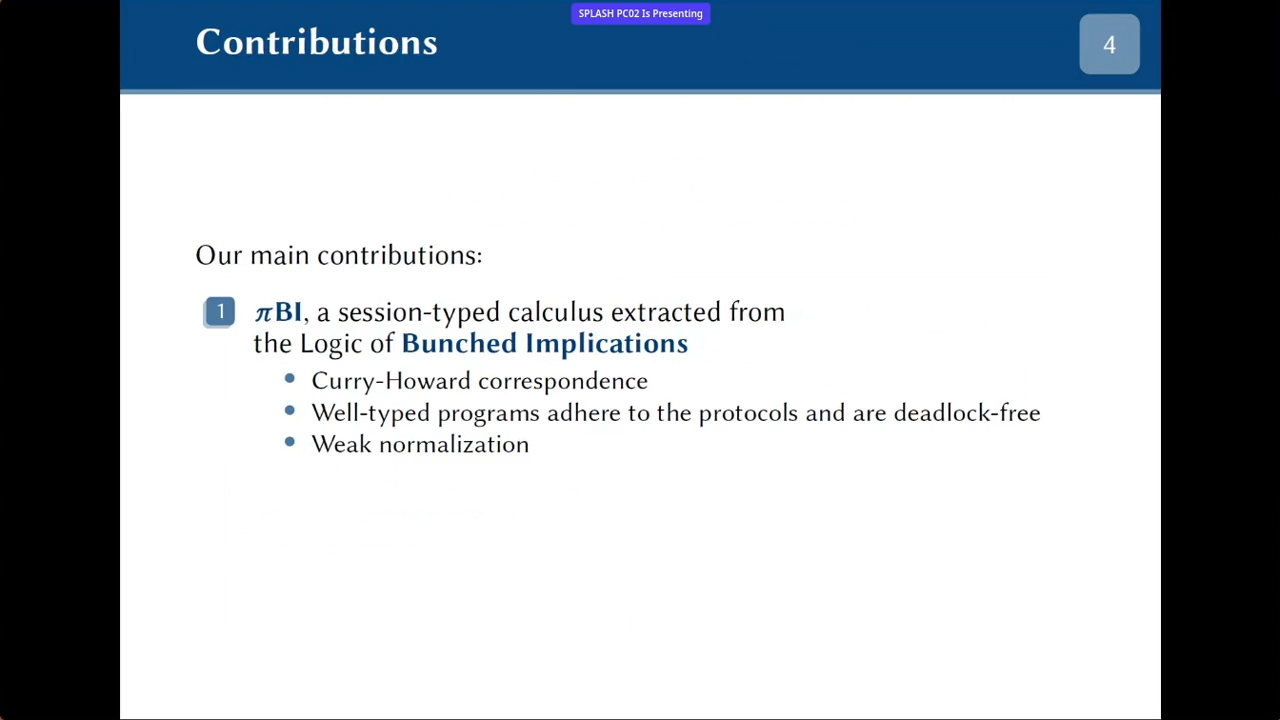 SPLASH PC02 Is Presenting
Contributions
4
Our main contributions:
1 πBI, a session-typed calculus extracted from
the Logic of Bunched Implications
• Curry-Howard correspondence
• Well-typed programs adhere to the protocols and are deadlock-free
• Weak normalization